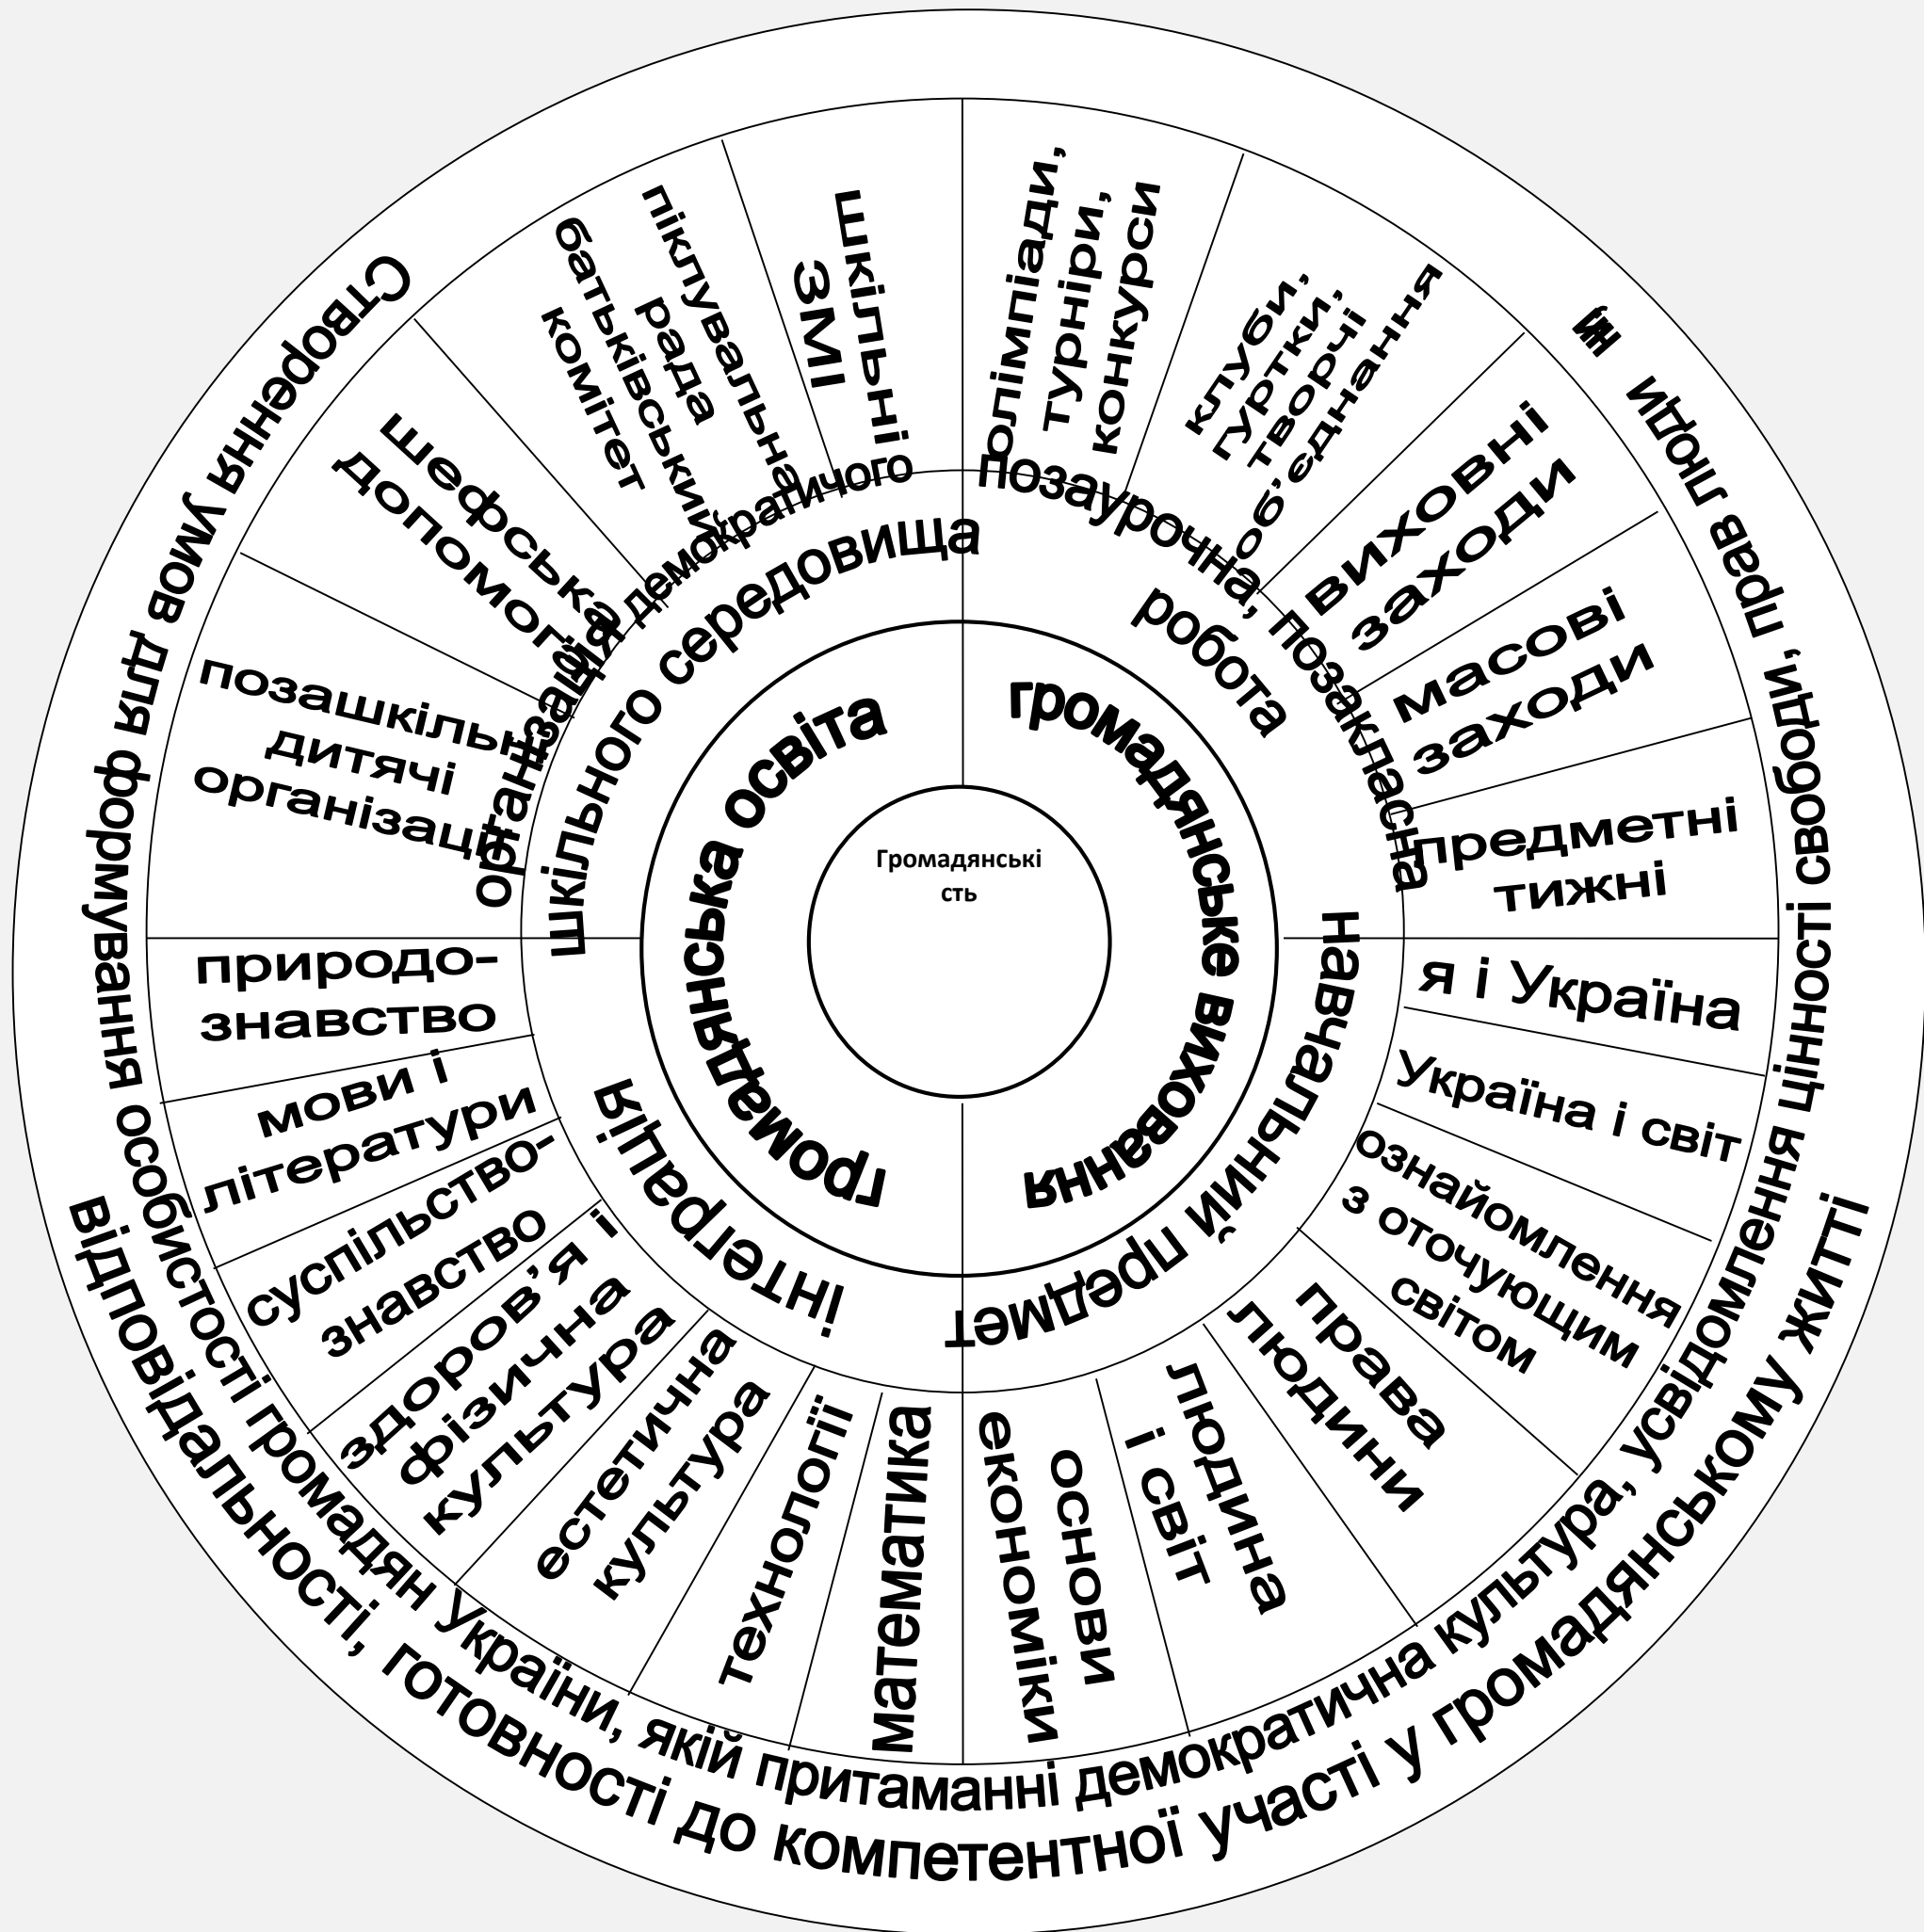 Громадянські
сть
громадянська освіта
громадянське виховання
організація демократичого
шкільного середовища
позаурочна, позакласна
робота
навчальний предмет
інтеграція
шкільні
ЗМІ
піклувальна
рада
батьківський
комітет
шефська
допомога
позашкільні
дитячі
організації
олімпіади,
турніри,
конкурси
клуби,
гуртки,
творчі
об'єднання
виховні
заходи
масові
заходи
предметні
тижні
я і Україна
Україна і світ
ознайомлення
з оточующим
світом
права
людини
людина
і світ
основи
економіки
математика
технології
естетична
культура
здоров'я і
фізична
культура
суспільство-
знавство
мови і
літератури
природо-
знавство
Створення умов для формування особистості громадян України, якій притаманні демократична культура, усвідомлення цінності свободи, прав людини
відповідальності, готовності до компетентної участі у громадянському житті